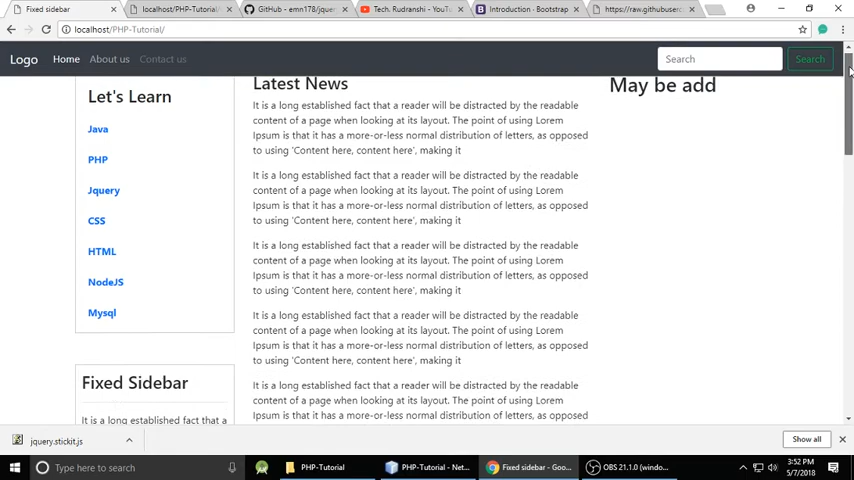 Fixed sidebar
localhost/PHP-Tutorial/
GitHub - emn178/jquery
Tech. Rudranshi - YouTu
Introduction · Bootstrap
https://raw.githubuserc
localhost/PHP-Tutorial/
Logo Home About us Contact us Search Search
Let's Learn
Java
PHP
Jquery
CSS
HTML
NodeJS
Mysql
Fixed Sidebar
It is a long established fact that a
Latest News
It is a long established fact that a reader will be distracted by the readable
content of a page when looking at its layout. The point of using Lorem
Ipsum is that it has a more-or-less normal distribution of letters, as opposed
to using 'Content here, content here', making it
It is a long established fact that a reader will be distracted by the readable
content of a page when looking at its layout. The point of using Lorem
Ipsum is that it has a more-or-less normal distribution of letters, as opposed
to using 'Content here, content here', making it
It is a long established fact that a reader will be distracted by the readable
content of a page when looking at its layout. The point of using Lorem
Ipsum is that it has a more-or-less normal distribution of letters, as opposed
to using 'Content here, content here', making it
It is a long established fact that a reader will be distracted by the readable
content of a page when looking at its layout. The point of using Lorem
Ipsum is that it has a more-or-less normal distribution of letters, as opposed
to using 'Content here, content here', making it
It is a long established fact that a reader will be distracted by the readable
content of a page when looking at its layout. The point of using Lorem
Ipsum is that it has a more-or-less normal distribution of letters, as opposed
May be add
jquery.stickit.js
Show all
Type here to search
PHP-Tutorial
PHP-Tutorial - Net...
Fixed sidebar - Goo...
OBS 21.1.0 (windo...
3:52 PM
5/7/2018